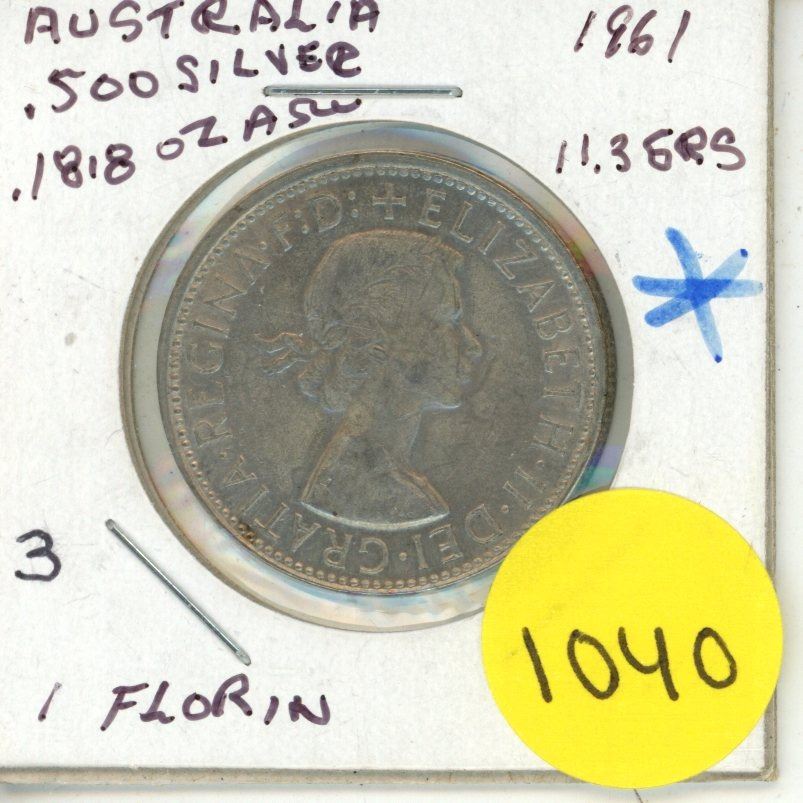 AUSTRALIA
1961
.500 SILVER
.1818 OZ ASW
11.3 GRS
+ ELIZABETH·II·DEI·GRATIA·REGINA·F:D:
3
1 FLORIN
1040